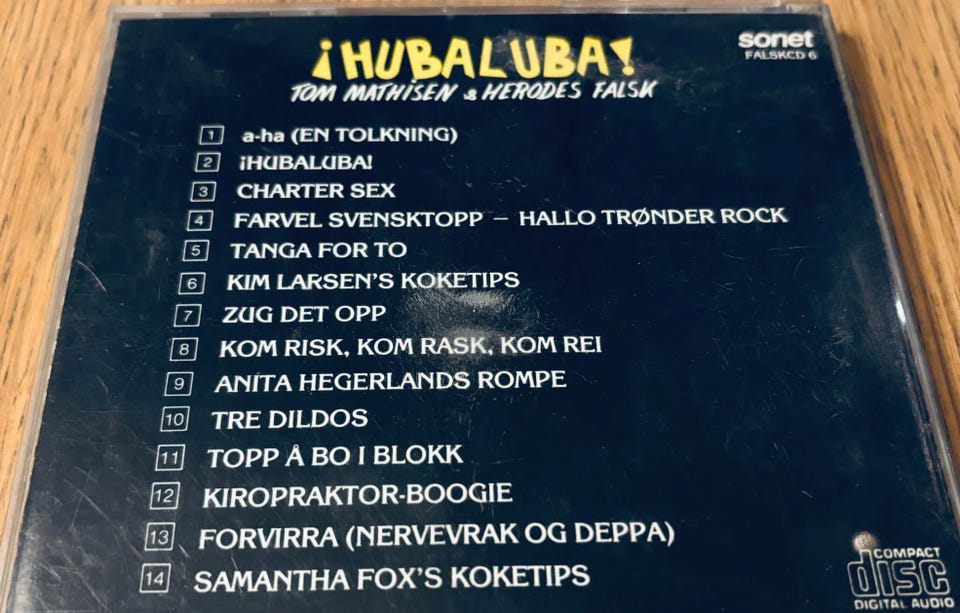 ¡HUBALUBA!
sonet
FALSKCD 6
TOM MATHISEN & HERODES FALSK
1 a-ha (EN TOLKNING)
2 ¡HUBALUBA!
3 CHARTER SEX
4 FARVEL SVENSKTOPP – HALLO TRØNDER ROCK
5 TANGA FOR TO
6 KIM LARSEN'S KOKETIPS
7 ZUG DET OPP
8 KOM RISK, KOM RASK, KOM REI
9 ANITA HEGERLANDS ROMPE
10 TRE DILDOS
11 TOPP Å BO I BLOKK
12 KIROPRAKTOR-BOOGIE
13 FORVIRRA (NERVEVRAK OG DEPPA)
14 SAMANTHA FOX'S KOKETIPS
COMPACT
disc
DIGITAL AUDIO